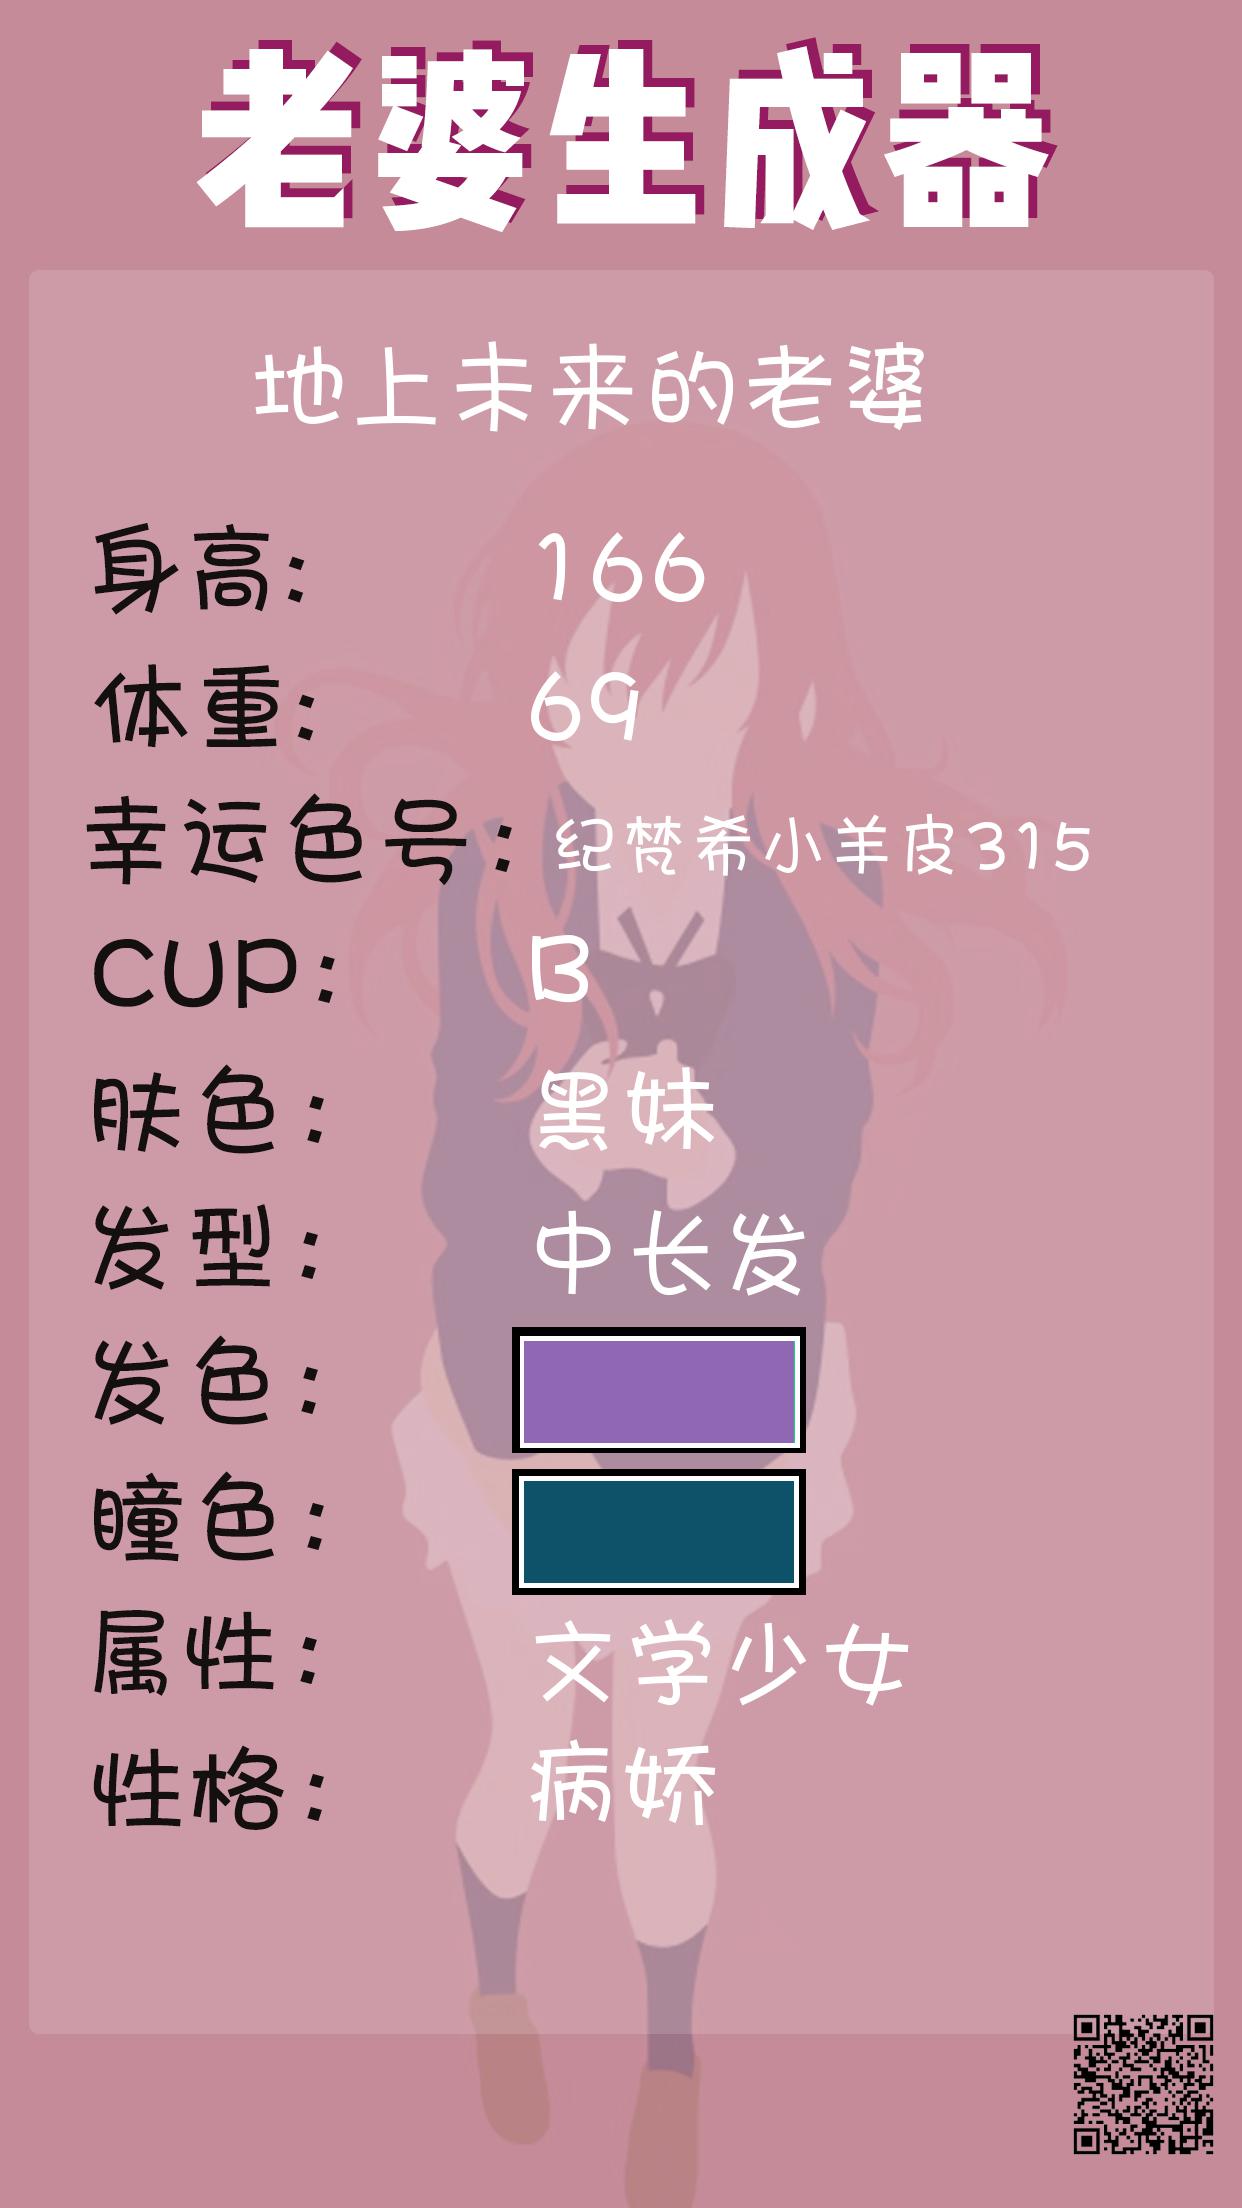 老婆生成器
地上未来的老婆
身高: 166
体重: 69
幸运色号: 纪梵希小羊皮315
CUP: B
肤色: 黑妹
发型: 中长发
发色:
瞳色:
属性: 文学少女
性格: 病娇